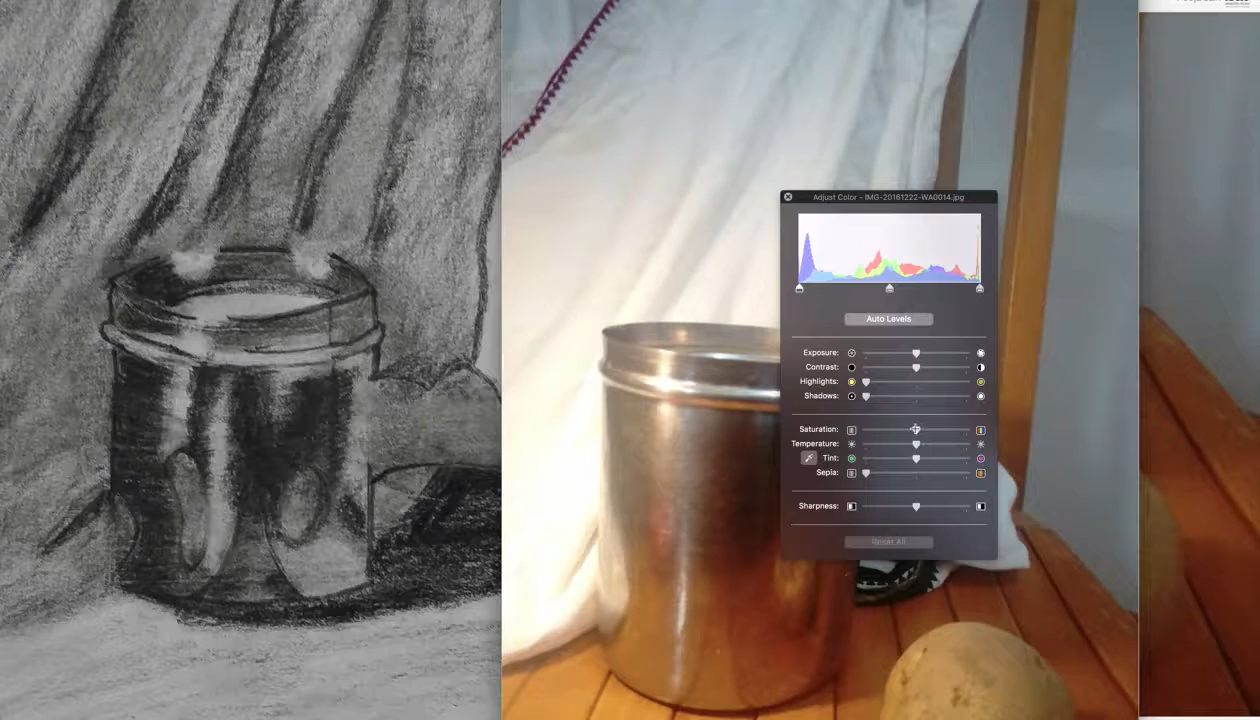 Adjust Color - IMG-20161222-WA0014.jpg
Auto Levels
Exposure:
Contrast:
Highlights:
Shadows:
Saturation:
Temperature:
Tint:
Sepia:
Sharpness:
Reset All